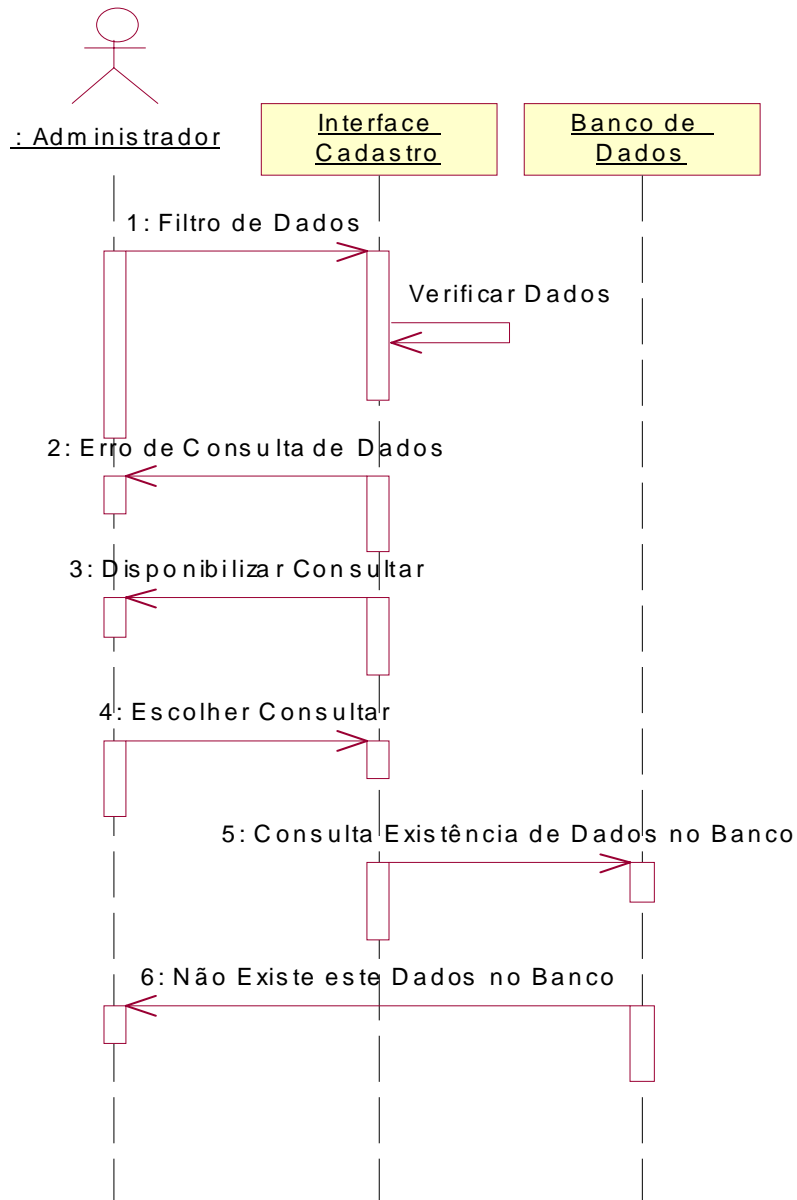 : Administrador
Interface
Cadastro
Banco de
Dados
1: Filtro de Dados
Verificar Dados
2: Erro de Consulta de Dados
3: Disponibilizar Consultar
4: Escolher Consultar
5: Consulta Existência de Dados no Banco
6: Não Existe este Dados no Banco